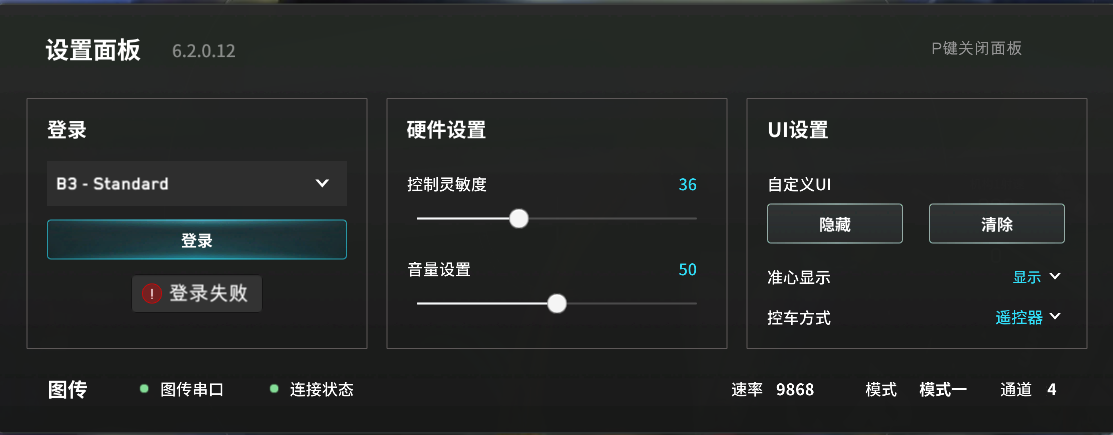 设置面板 6.2.0.12 P键关闭面板
登录
B3 - Standard
登录
登录失败
硬件设置
控制灵敏度 36
音量设置 50
UI设置
自定义UI
隐藏 清除
准心显示 显示
控车方式 遥控器
图传 图传串口 连接状态 速率 9868 模式 模式一 通道 4